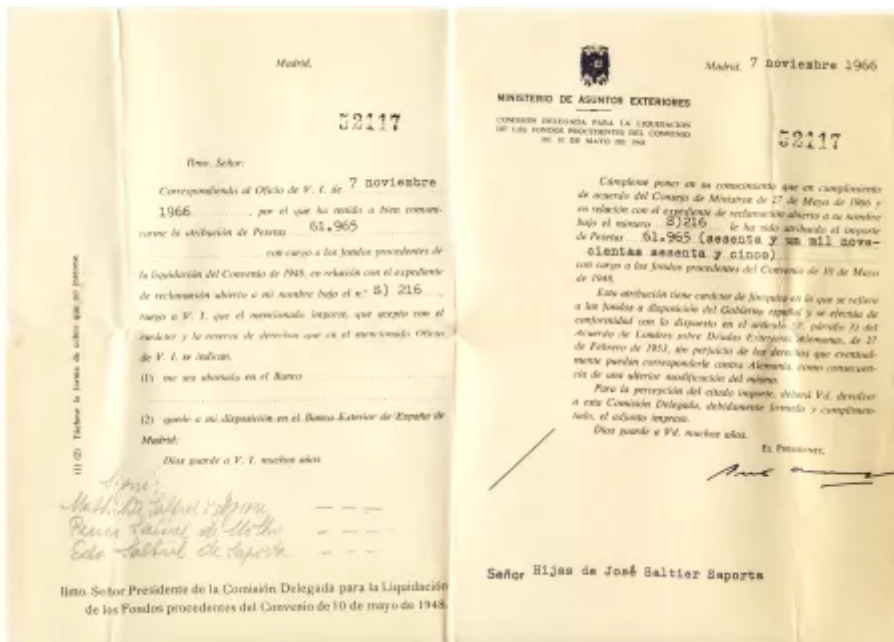 Madrid,
52117
Ilmo. Señor:
Correspondiendo al Oficio de V. I. de 7 noviembre
1966 , por el que ha tenido a bien comuni-
carme la atribución de Pesetas 61.965
con cargo a los fondos procedentes de
la liquidación del Convenio de 1948, en relación con el expediente
de reclamación abierto a mi nombre bajo el n.º S) 216
ruego a V. I. que el mencionado importe, que acepto con el
carácter y la reserva de derechos que en el mencionado Oficio
de V. I. se indican.
(1) me sea abonada en el Banco
(2) quede a mi disposición en el Banco Exterior de España de
Madrid.
Dios guarde a V. I. muchos años.
(1) (2) Táchese la forma de cobro que no interese.
Ilmo. Señor Presidente de la Comisión Delegada para la Liquidación
de los Fondos procedentes del Convenio de 10 de mayo de 1948.
Madrid, 7 noviembre 1966
MINISTERIO DE ASUNTOS EXTERIORES
COMISIÓN DELEGADA PARA LA LIQUIDACIÓN
DE LOS FONDOS PROCEDENTES DEL CONVENIO
DE 10 DE MAYO DE 1948
52117
Cúmpleme poner en su conocimiento que en cumplimiento
de acuerdo del Consejo de Ministros de 27 de Mayo de 1966 y
en relación con el expediente de reclamación abierto a su nombre
bajo el número S)216 le ha sido atribuido el importe
de Pesetas 61.965 (sesenta y un mil nove-
cientas sesenta y cinco)
con cargo a los fondos procedentes del Convenio de 10 de Mayo
de 1948.
Esta atribución tiene carácter de finiquito en lo que se refiere
a los fondos a disposición del Gobierno español y se efectúa de
conformidad con lo dispuesto en el artículo párrafo 3) del
Acuerdo de Londres sobre Deudas Exteriores Alemanas, de 27
de Febrero de 1953, sin perjuicio de los derechos que eventual-
mente puedan corresponderle contra Alemania, como consecuen-
cia de una ulterior modificación del mismo.
Para la percepción del citado importe, deberá Vd. devolver
a esta Comisión Delegada, debidamente firmado y cumplimen-
tado, el adjunto impreso.
Dios guarde a Vd. muchos años.
EL PRESIDENTE,
Señor Hijas de José Saltier Saporta